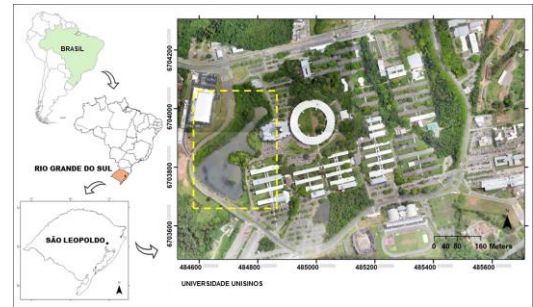 BRASIL
RIO GRANDE DO SUL
SÃO LEOPOLDO
6704200
6704000
6703800
6703600
484600 484800 485000 485200 485400 485600
0 40 80 160 Meters
UNIVERSIDADE UNISINOS